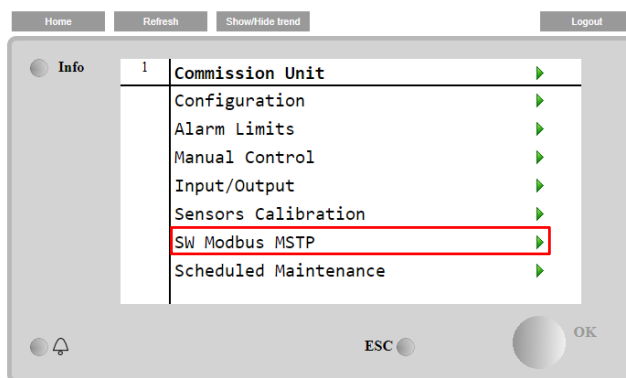 Home Refresh Show/Hide trend Logout
Info
1 Commission Unit
Configuration
Alarm Limits
Manual Control
Input/Output
Sensors Calibration
SW Modbus MSTP
Scheduled Maintenance
ESC OK